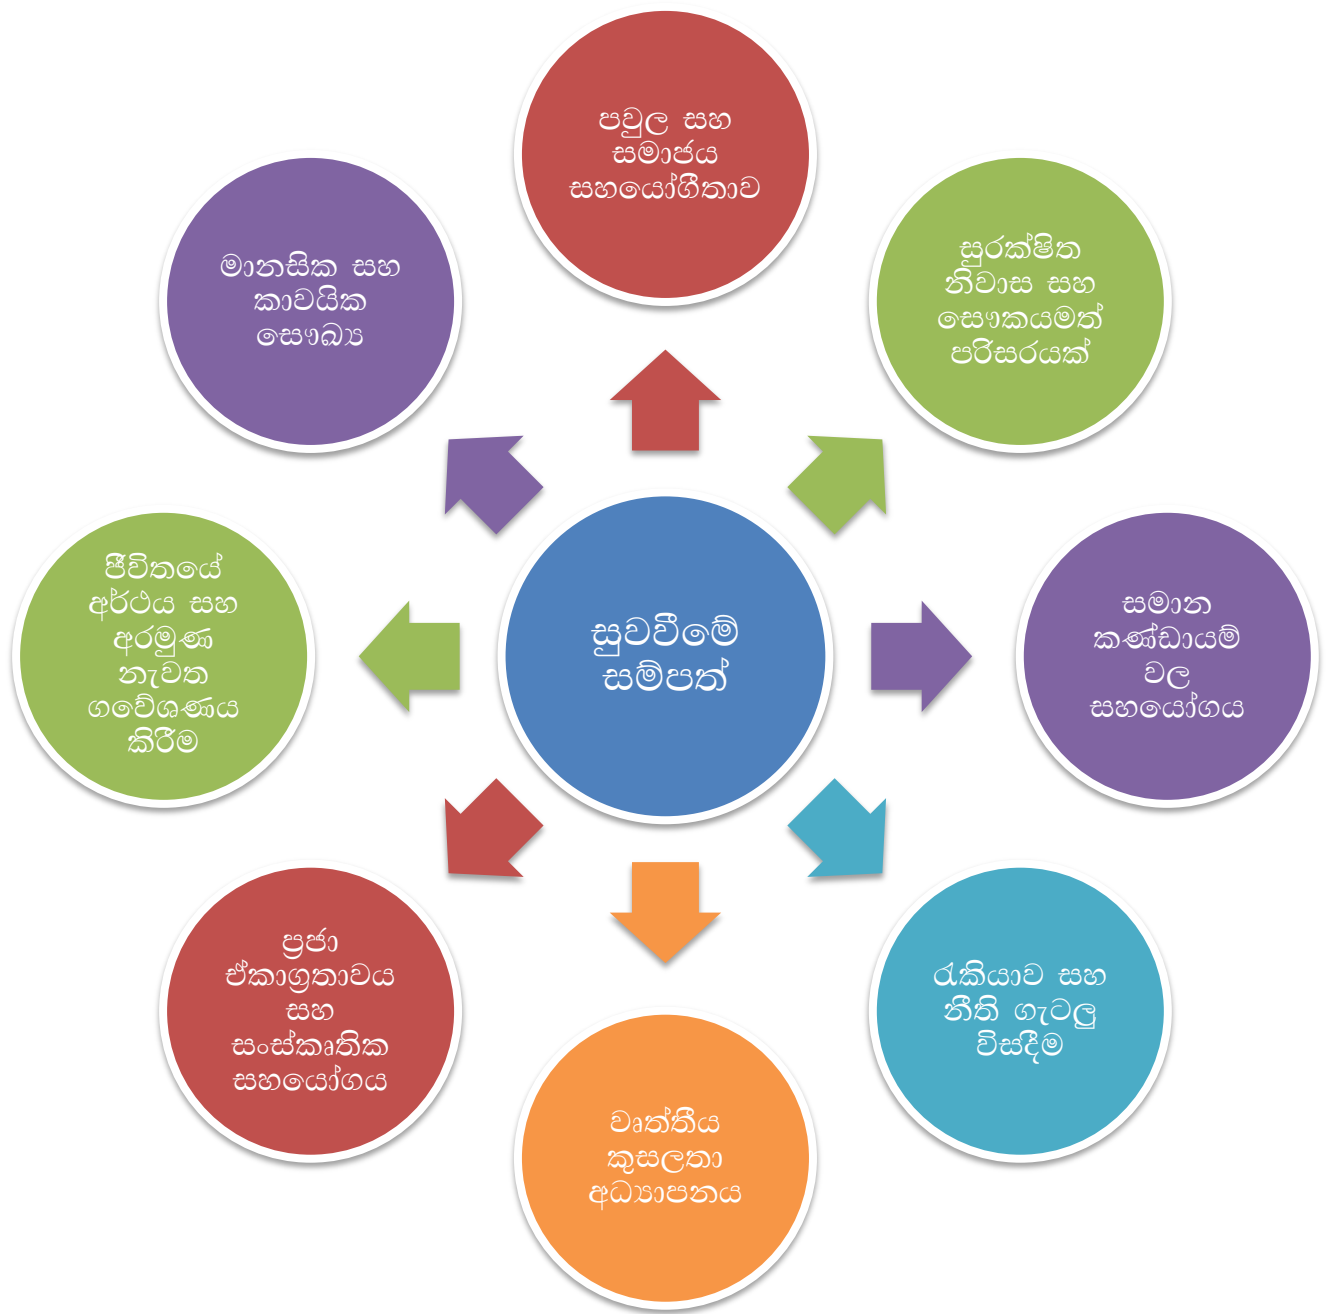 පවුල සහ
සමාජය
සහයෝගීතාව
සුරක්ෂිත
නිවාස සහ
සෞකයමත්
පරිසරයක්
සමාන
කණ්ඩායම්
වල
සහයෝගය
රැකියාව සහ
නීති ගැටලු
විසඳීම
වෘත්තීය
කුසලතා
අධ්‍යාපනය
ප්‍රජා
ඒකාග්‍රතාවය
සහ
සංස්කෘතික
සහයෝගය
ජීවිතයේ
අර්ථය සහ
අරමුණ
නැවත
ගවේශණය
කිරීම
මානසික සහ
කාවයික
සෞඛ්‍ය
සුවවීමේ
සම්පත්